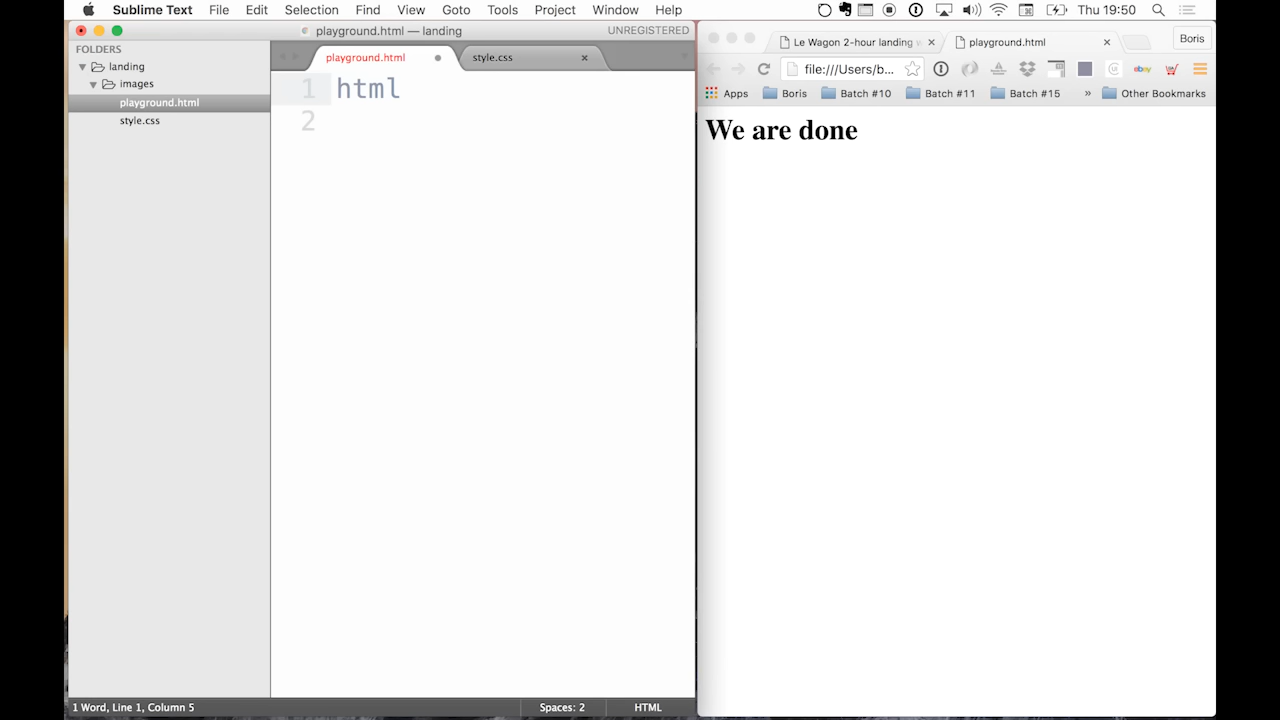 Sublime Text File Edit Selection Find View Goto Tools Project Window Help Thu 19:50
playground.html — landing UNREGISTERED
FOLDERS
landing
images
playground.html
style.css
playground.html style.css
1 html
2
1 Word, Line 1, Column 5 Spaces: 2 HTML
Le Wagon 2-hour landing playground.html Boris
file:///Users/b... ebay
Apps Boris Batch #10 Batch #11 Batch #15 » Other Bookmarks
We are done